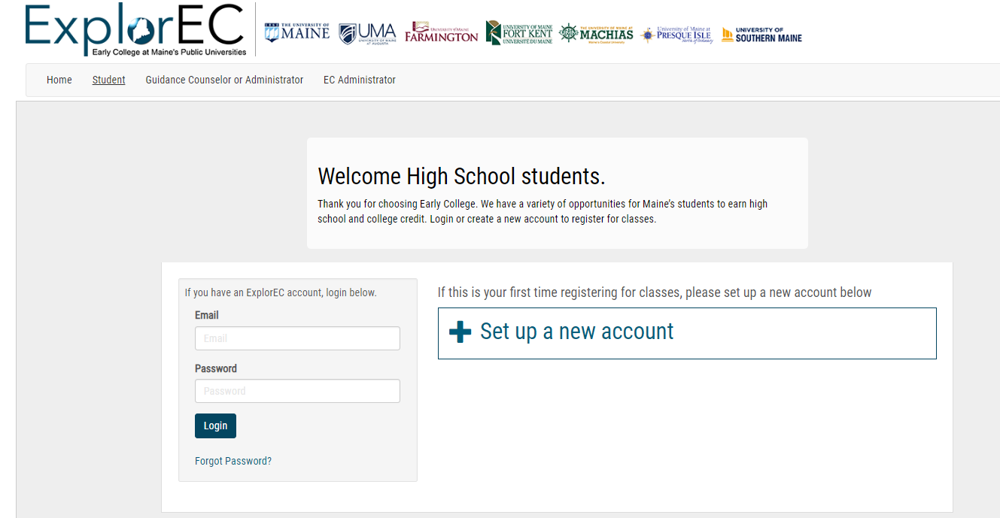 ExplorEC
Early College at Maine's Public Universities
THE UNIVERSITY OF
MAINE
UMA
UNIVERSITY OF MAINE
AT AUGUSTA
UNIVERSITY OF MAINE
FARMINGTON
UNIVERSITY OF MAINE
FORT KENT
UNIVERSITÉ DU MAINE
THE UNIVERSITY OF MAINE AT
MACHIAS
Maine's Coastal University
University of Maine at
PRESQUE ISLE
North of Ordinary
UNIVERSITY OF
SOUTHERN MAINE
Home Student Guidance Counselor or Administrator EC Administrator
Welcome High School students.
Thank you for choosing Early College. We have a variety of opportunities for Maine's students to earn high
school and college credit. Login or create a new account to register for classes.
If you have an ExplorEC account, login below.
Email
Email
Password
Password
Login
Forgot Password?
If this is your first time registering for classes, please set up a new account below
Set up a new account